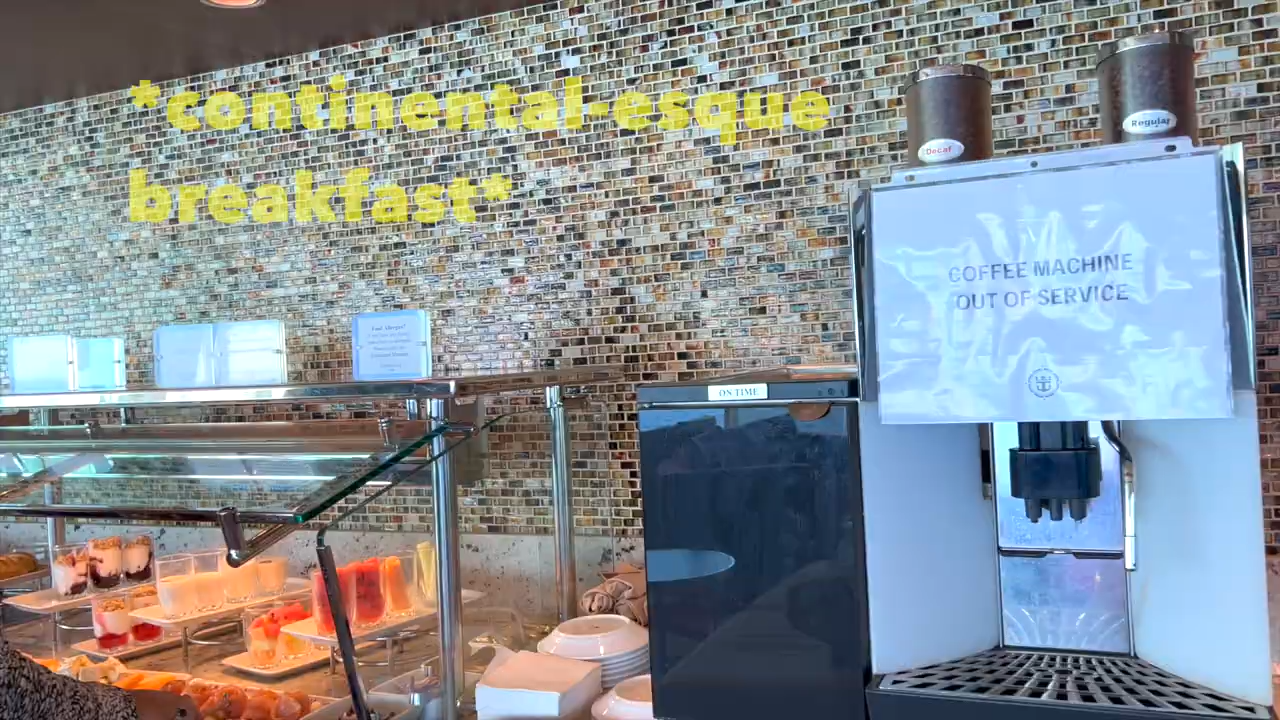 *continental-esque
breakfast*
Decaf
Regular
COFFEE MACHINE
OUT OF SERVICE
Food Allergies?
ON TIME